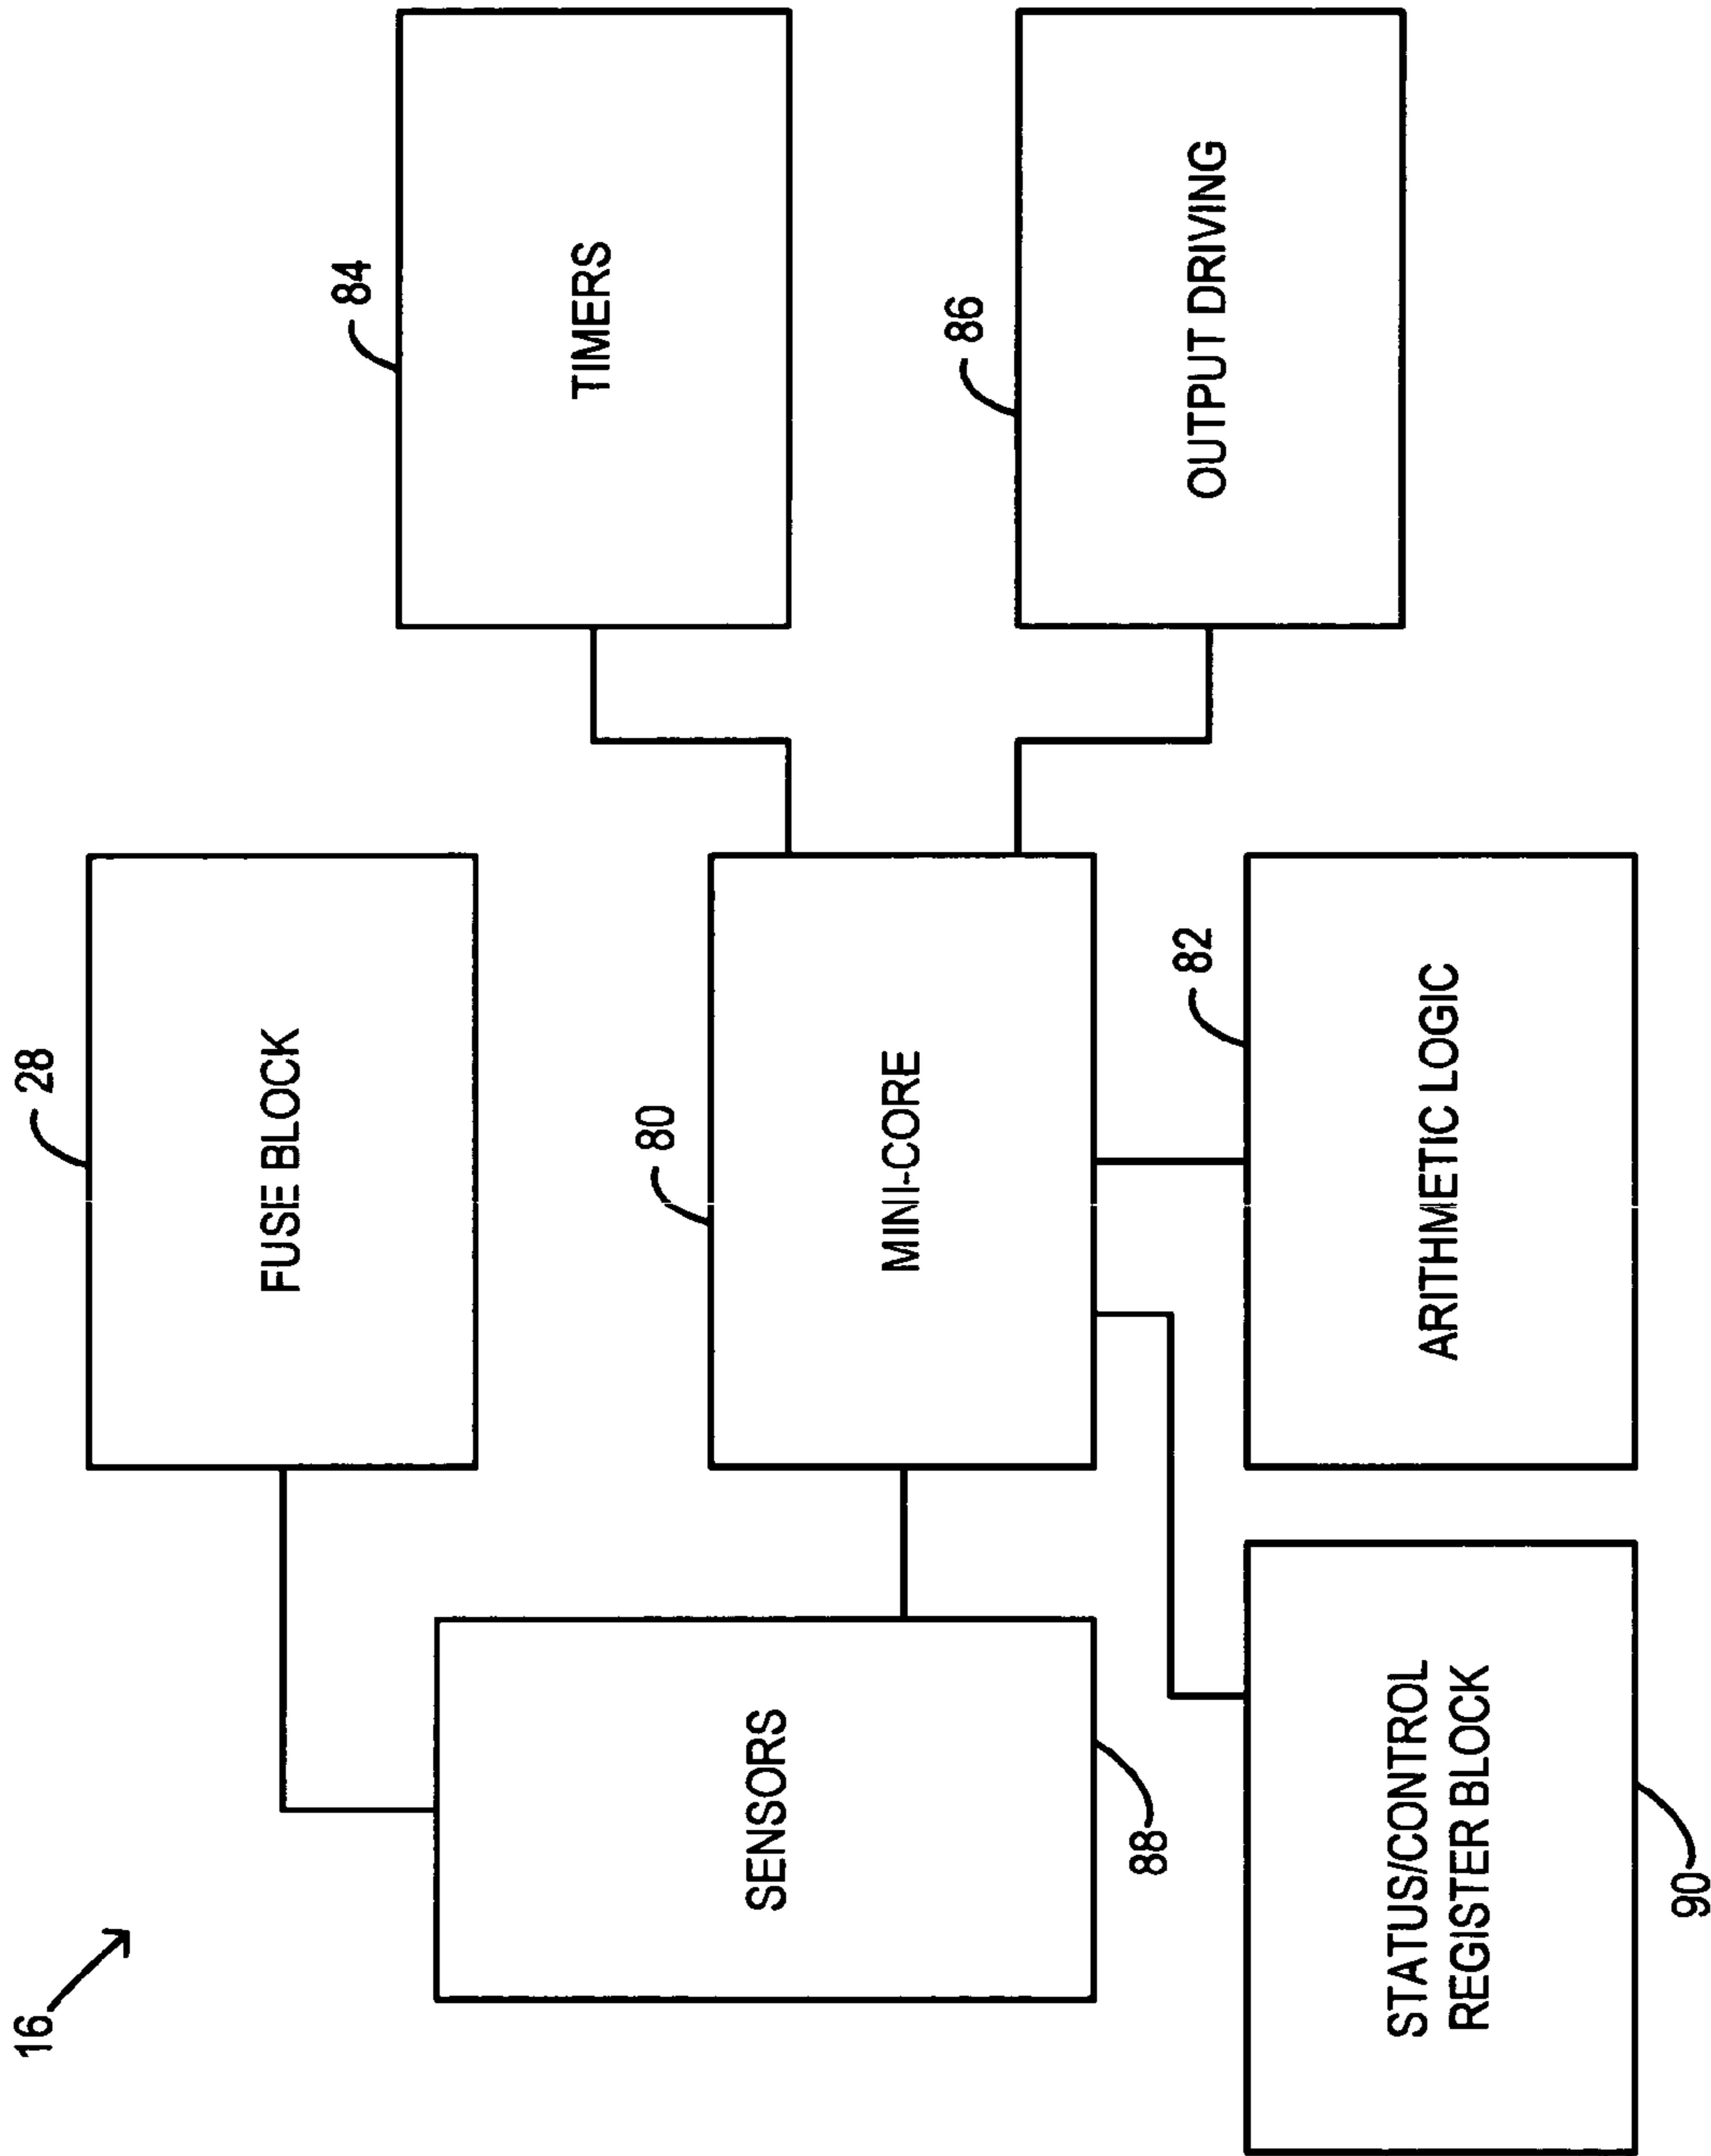 16
28
FUSE BLOCK
84
TIMERS
SENSORS
88
80
MINI-CORE
86
OUTPUT DRIVING
STATUS/CONTROL
REGISTER BLOCK
90
82
ARITHMETIC LOGIC